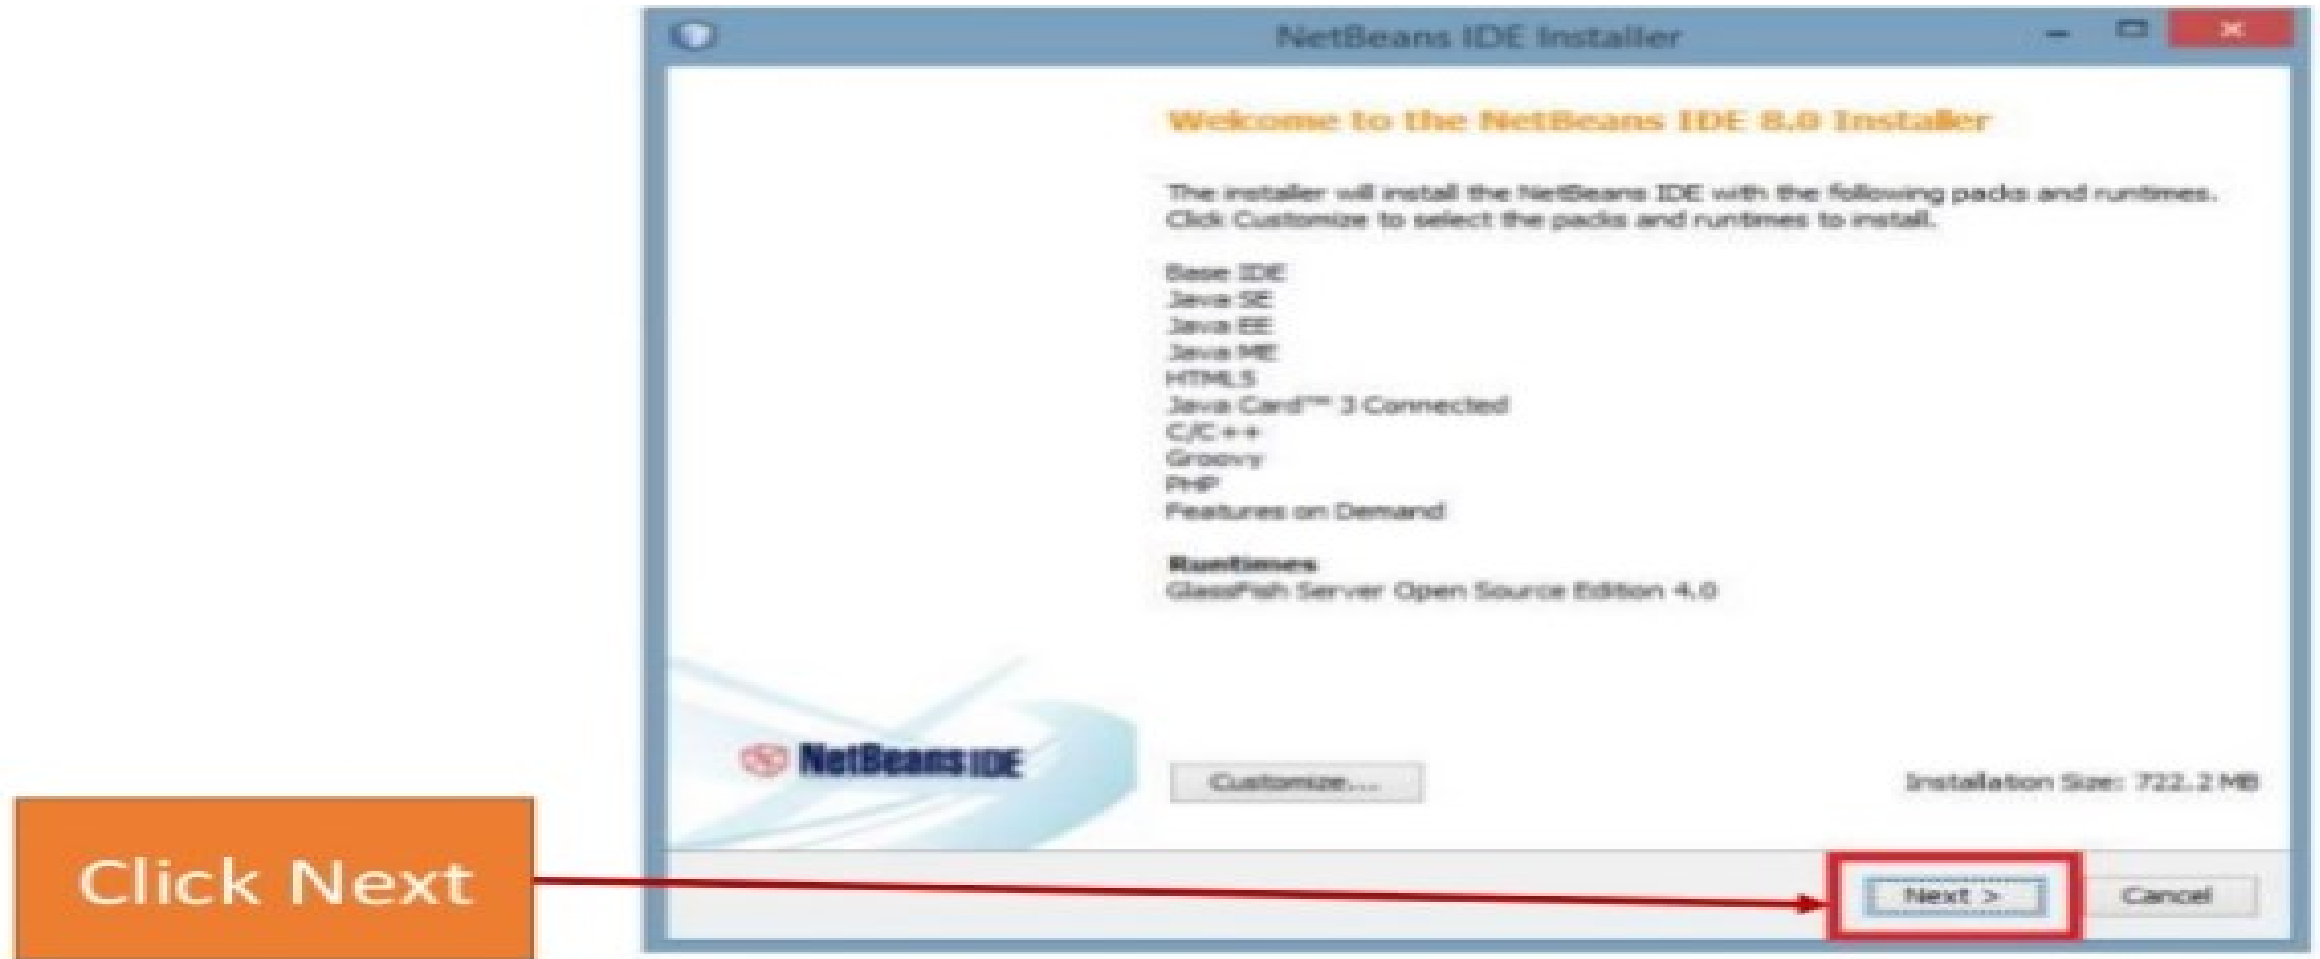 NetBeans IDE Installer
Welcome to the NetBeans IDE 8.0 Installer
The installer will install the NetBeans IDE with the following packs and runtimes.
Click Customize to select the packs and runtimes to install.
Base IDE
Java SE
Java EE
Java ME
HTML5
Java Card™ 3 Connected
C/C++
Groovy
PHP
Features on Demand
Runtimes
GlassFish Server Open Source Edition 4.0
NetBeans IDE
Customize...
Installation Size: 722.2 MB
Click Next
Next >
Cancel